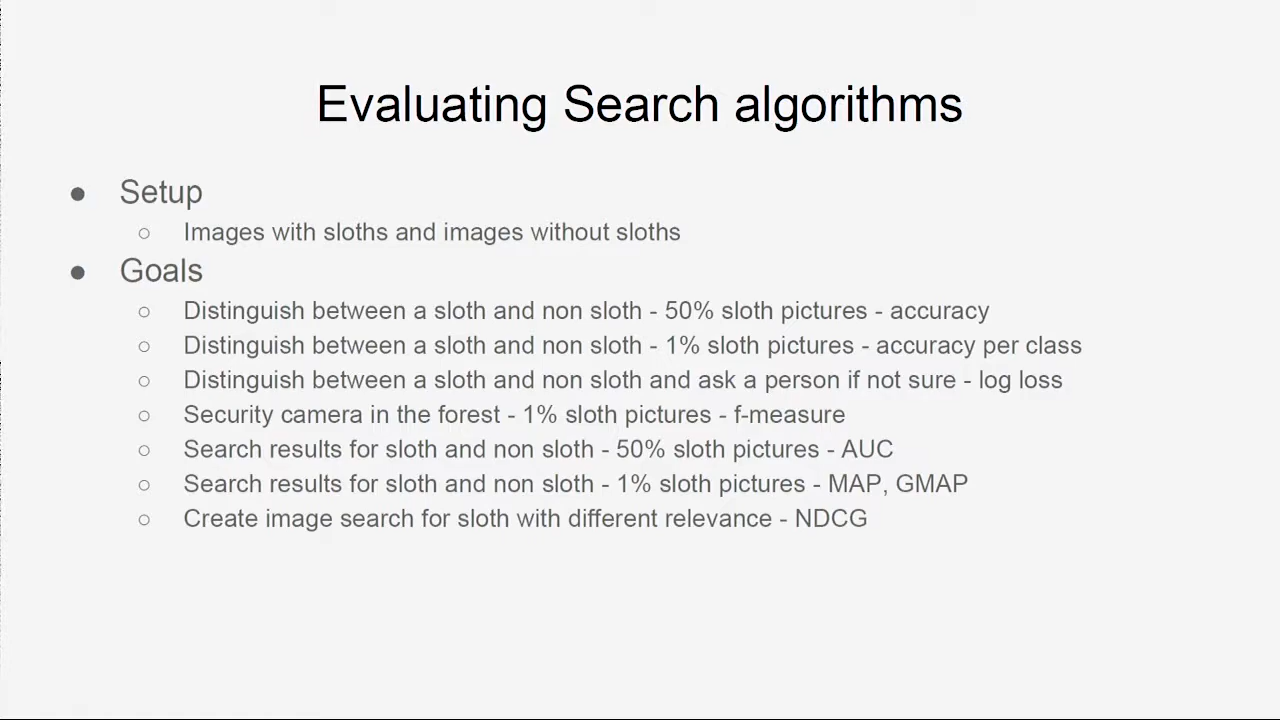 Evaluating Search algorithms
● Setup
○ Images with sloths and images without sloths
● Goals
○ Distinguish between a sloth and non sloth - 50% sloth pictures - accuracy
○ Distinguish between a sloth and non sloth - 1% sloth pictures - accuracy per class
○ Distinguish between a sloth and non sloth and ask a person if not sure - log loss
○ Security camera in the forest - 1% sloth pictures - f-measure
○ Search results for sloth and non sloth - 50% sloth pictures - AUC
○ Search results for sloth and non sloth - 1% sloth pictures - MAP, GMAP
○ Create image search for sloth with different relevance - NDCG